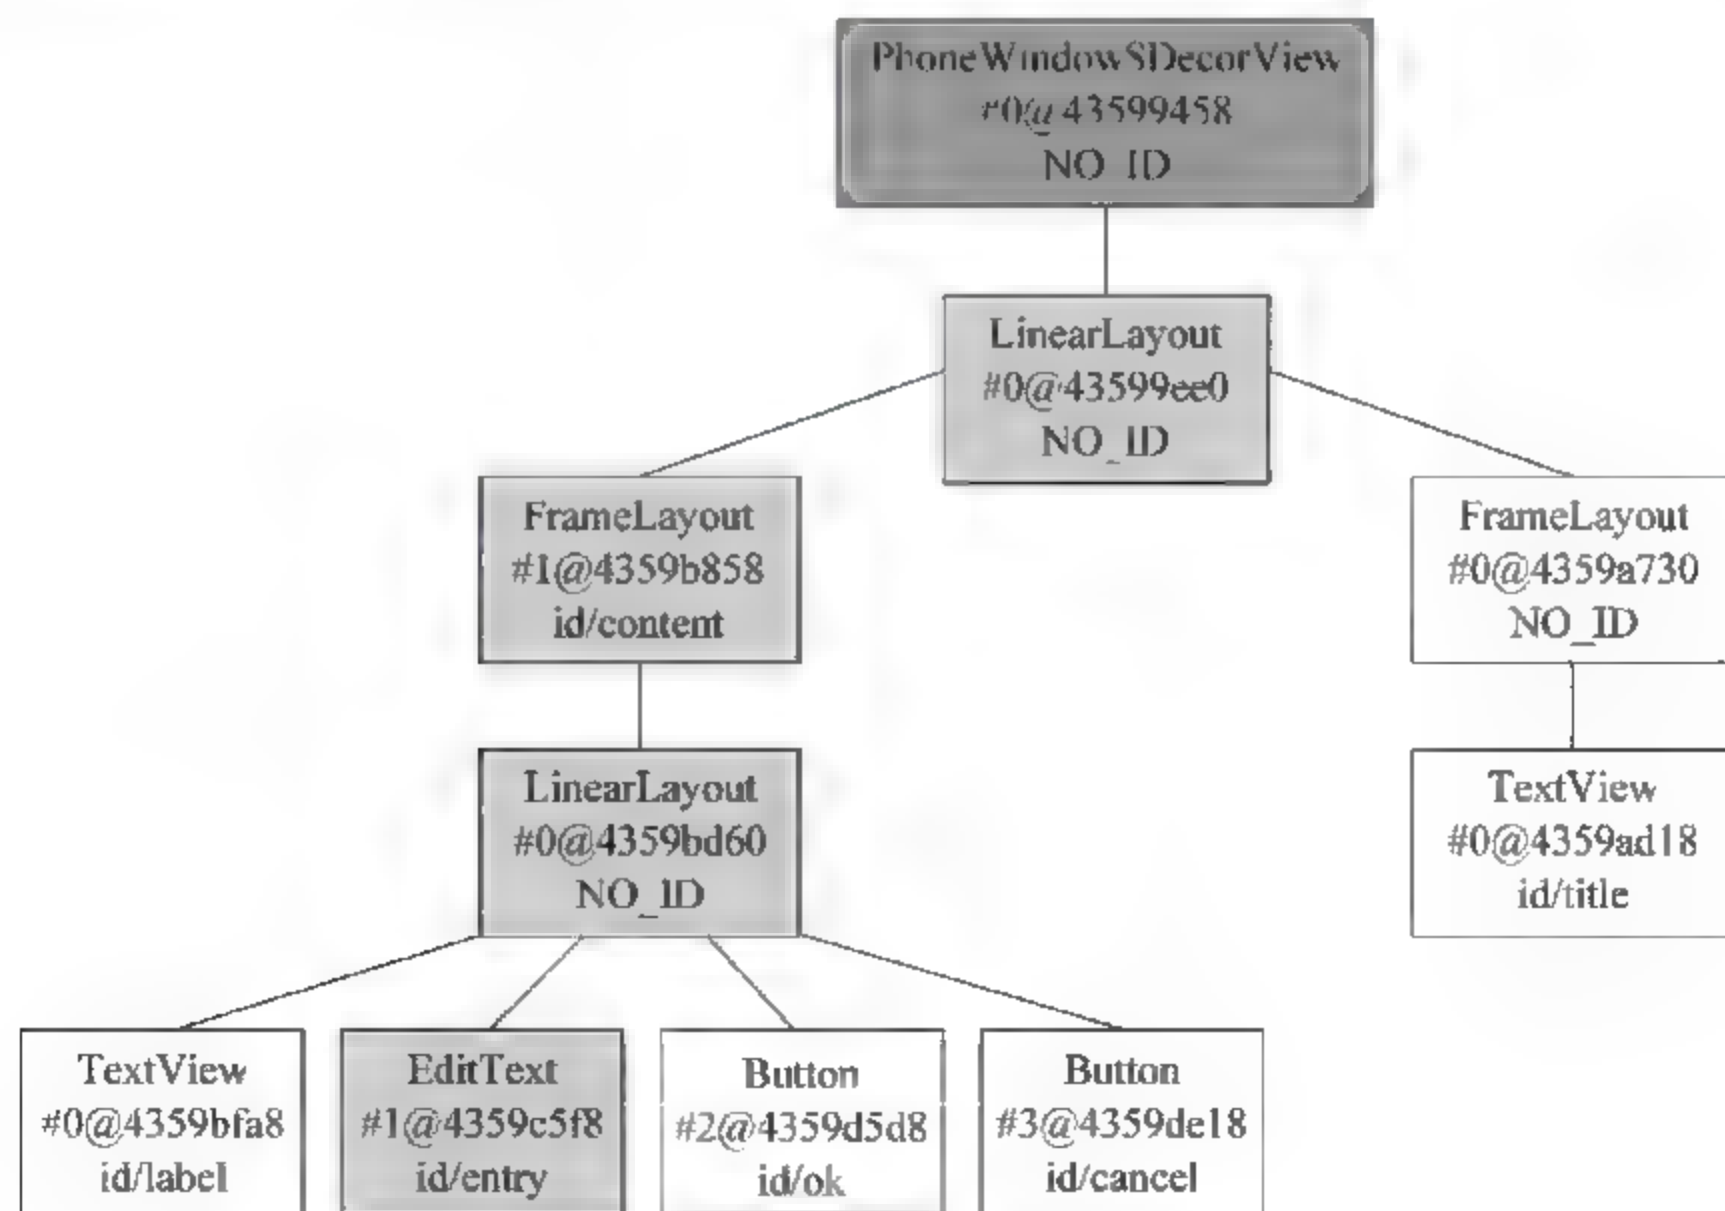 PhoneWindowSDecorView
#0@43599458
NO_ID
LinearLayout
#0@43599ee0
NO_ID
FrameLayout
#1@4359b858
id/content
FrameLayout
#0@4359a730
NO_ID
LinearLayout
#0@4359bd60
NO_ID
TextView
#0@4359ad18
id/title
TextView
#0@4359bfa8
id/label
EditText
#1@4359c5f8
id/entry
Button
#2@4359d5d8
id/ok
Button
#3@4359de18
id/cancel